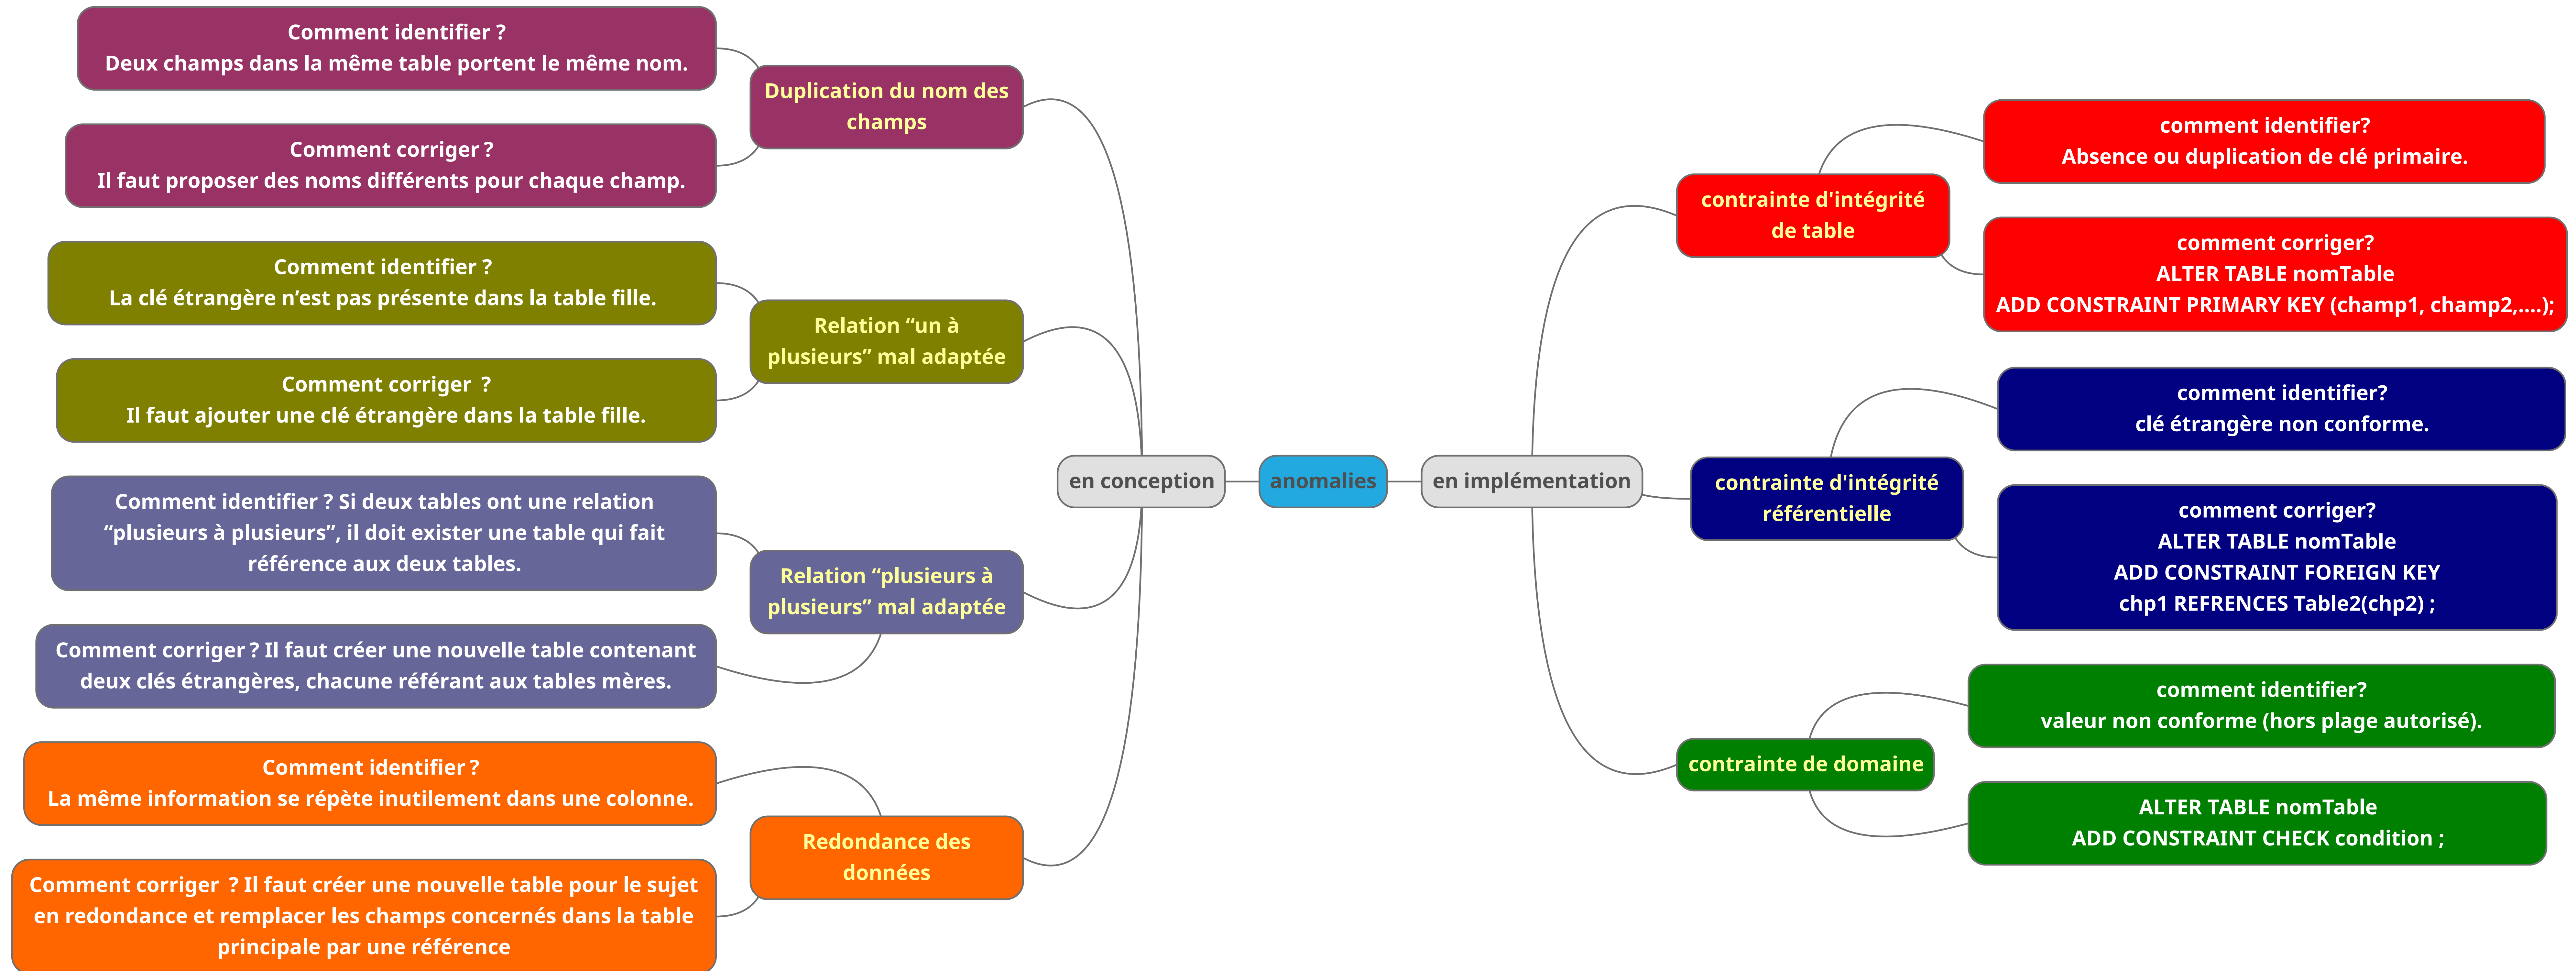 Comment identifier ?
Deux champs dans la même table portent le même nom.
Duplication du nom des
champs
Comment corriger ?
Il faut proposer des noms différents pour chaque champ.
Comment identifier ?
La clé étrangère n’est pas présente dans la table fille.
Relation “un à
plusieurs” mal adaptée
Comment corriger  ?
Il faut ajouter une clé étrangère dans la table fille.
Comment identifier ? Si deux tables ont une relation
“plusieurs à plusieurs”, il doit exister une table qui fait
référence aux deux tables.
Relation “plusieurs à
plusieurs” mal adaptée
Comment corriger ? Il faut créer une nouvelle table contenant
deux clés étrangères, chacune référant aux tables mères.
Comment identifier ?
La même information se répète inutilement dans une colonne.
Redondance des
données
Comment corriger  ? Il faut créer une nouvelle table pour le sujet
en redondance et remplacer les champs concernés dans la table
principale par une référence
en conception
anomalies
en implémentation
contrainte d'intégrité
de table
comment identifier?
Absence ou duplication de clé primaire.
comment corriger?
ALTER TABLE nomTable
ADD CONSTRAINT PRIMARY KEY (champ1, champ2,....);
contrainte d'intégrité
référentielle
comment identifier?
clé étrangère non conforme.
comment corriger?
ALTER TABLE nomTable
ADD CONSTRAINT FOREIGN KEY
chp1 REFRENCES Table2(chp2) ;
contrainte de domaine
comment identifier?
valeur non conforme (hors plage autorisé).
ALTER TABLE nomTable
ADD CONSTRAINT CHECK condition ;